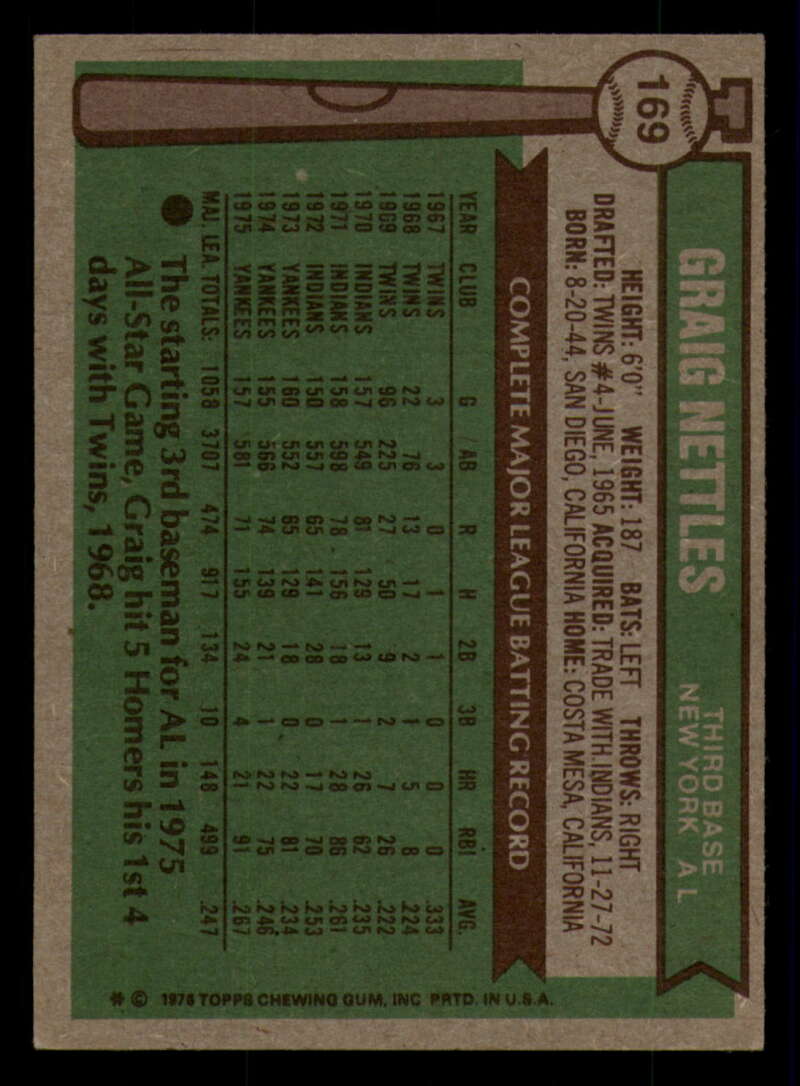 169
GRAIG NETTLES
THIRD BASE
NEW YORK A L
HEIGHT: 6'0" WEIGHT: 187 BATS: LEFT THROWS: RIGHT
DRAFTED: TWINS #4-JUNE, 1965 ACQUIRED: TRADE WITH INDIANS, 11-27-72
BORN: 8-20-44, SAN DIEGO, CALIFORNIA HOME: COSTA MESA, CALIFORNIA
COMPLETE MAJOR LEAGUE BATTING RECORD
YEAR CLUB G AB R H 2B 3B HR RBI AVG.
1967 TWINS 3 3 0 1 1 0 0 0 .333
1968 TWINS 22 76 13 17 2 1 5 8 .224
1969 TWINS 96 225 27 50 9 2 7 26 .222
1970 INDIANS 157 549 81 129 13 1 26 62 .235
1971 INDIANS 158 598 78 156 18 1 28 86 .261
1972 INDIANS 150 557 65 141 28 0 17 70 .253
1973 YANKEES 160 552 65 129 18 0 22 81 .234
1974 YANKEES 155 566 74 139 21 1 22 75 .246
1975 YANKEES 157 581 71 155 24 4 21 91 .267
MAJ. LEA. TOTALS: 1058 3707 474 917 134 10 148 499 .247
The starting 3rd baseman for AL in 1975
All-Star Game, Graig hit 5 Homers his 1st 4
days with Twins, 1968.
* © 1976 TOPPS CHEWING GUM, INC PRTD. IN U.S.A.